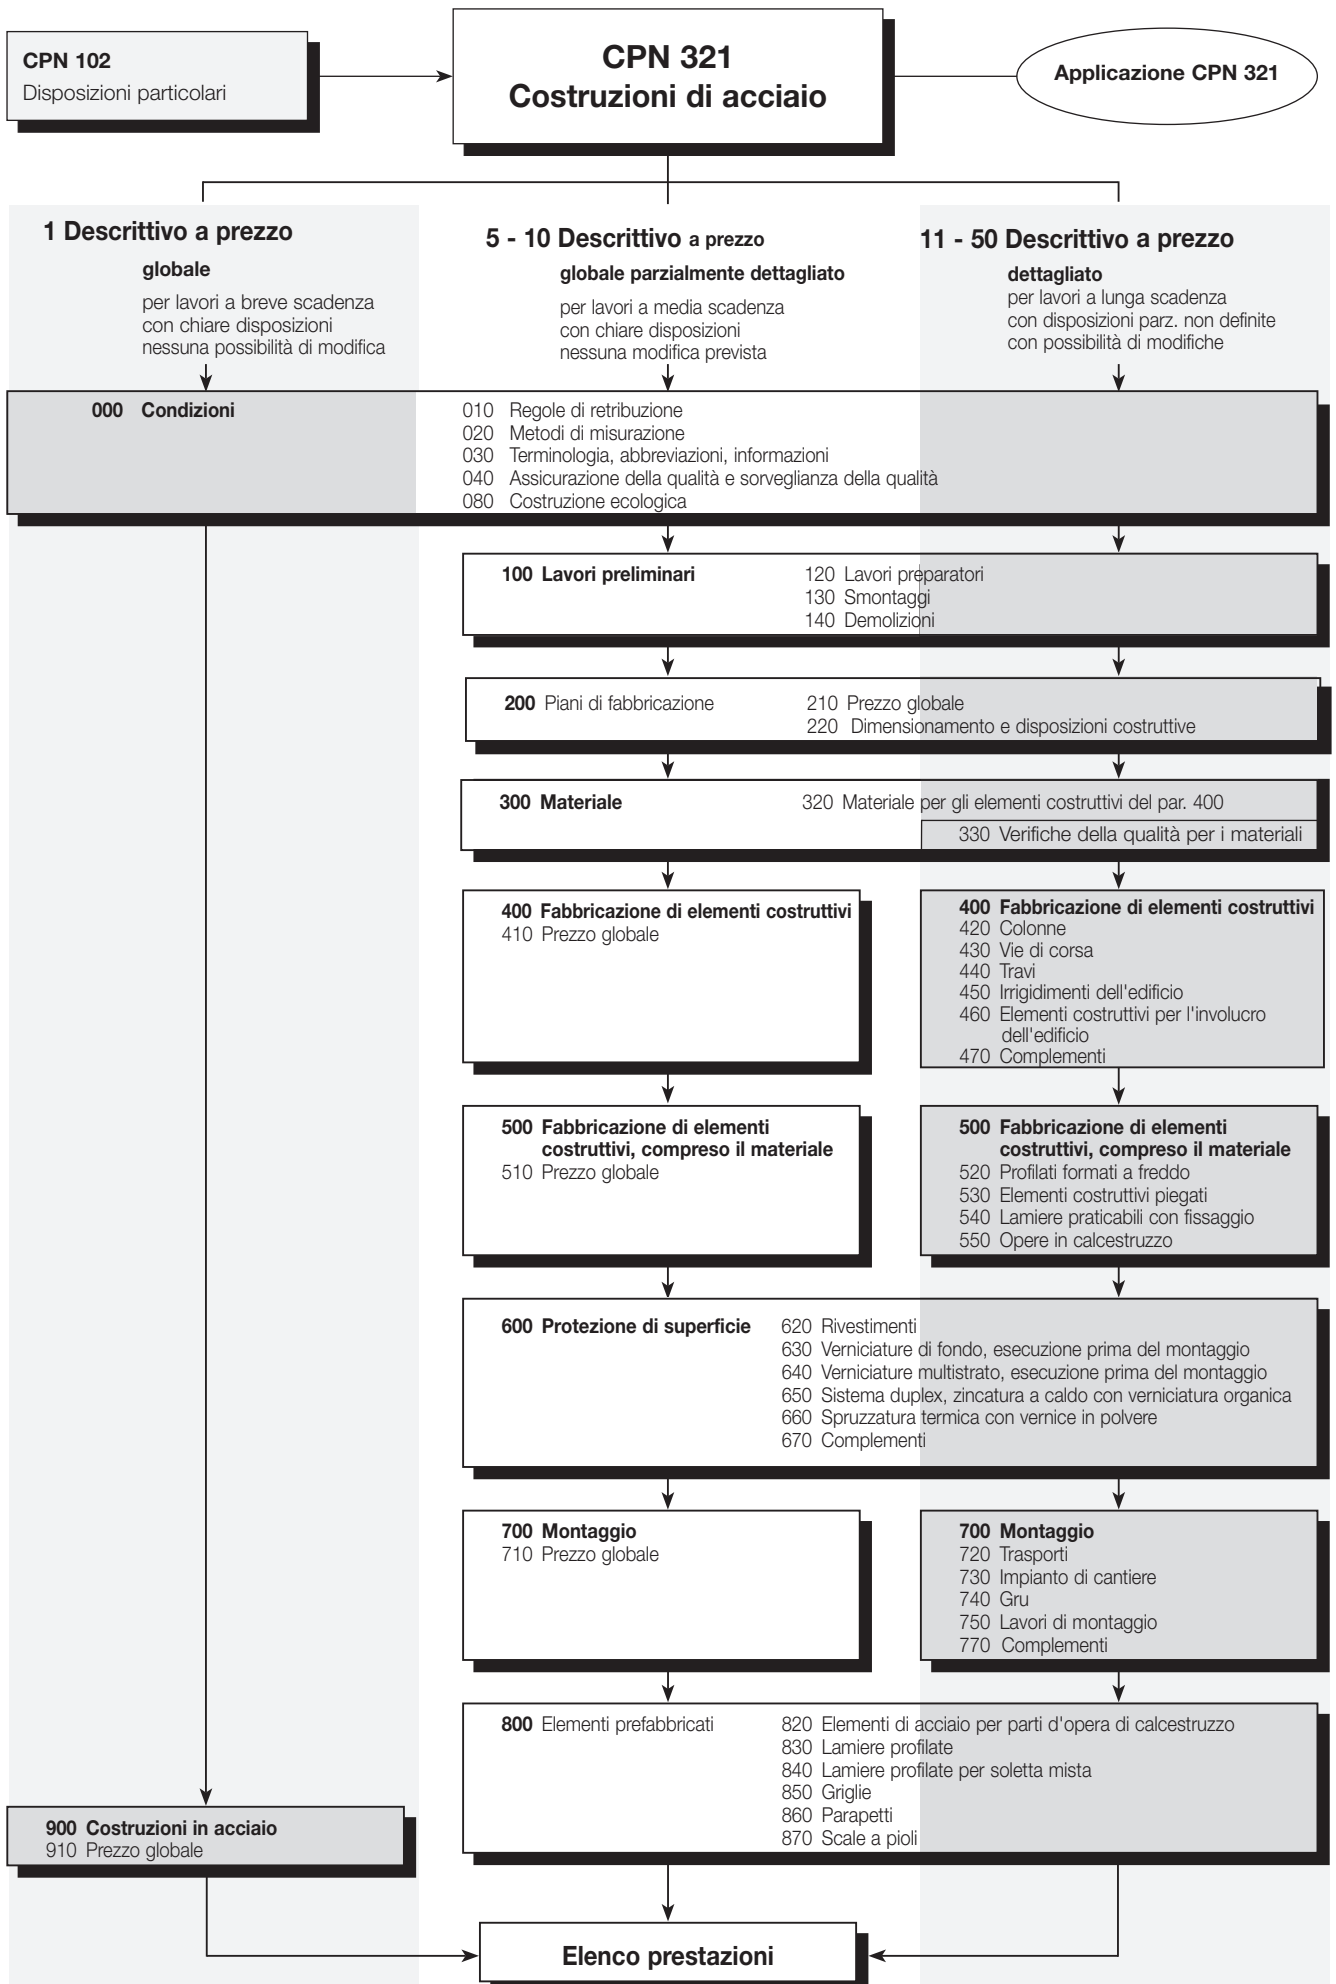 CPN 102
Disposizioni particolari
CPN 321
Costruzioni di acciaio
Applicazione CPN 321
1 Descrittivo a prezzo
globale
per lavori a breve scadenza
con chiare disposizioni
nessuna possibilità di modifica
5 - 10 Descrittivo a prezzo
globale parzialmente dettagliato
per lavori a media scadenza
con chiare disposizioni
nessuna modifica prevista
11 - 50 Descrittivo a prezzo
dettagliato
per lavori a lunga scadenza
con disposizioni parz. non definite
con possibilità di modifiche
000 Condizioni
010 Regole di retribuzione
020 Metodi di misurazione
030 Terminologia, abbreviazioni, informazioni
040 Assicurazione della qualità e sorveglianza della qualità
080 Costruzione ecologica
100 Lavori preliminari
120 Lavori preparatori
130 Smontaggi
140 Demolizioni
200 Piani di fabbricazione
210 Prezzo globale
220 Dimensionamento e disposizioni costruttive
300 Materiale
320 Materiale per gli elementi costruttivi del par. 400
330 Verifiche della qualità per i materiali
400 Fabbricazione di elementi costruttivi
410 Prezzo globale
400 Fabbricazione di elementi costruttivi
420 Colonne
430 Vie di corsa
440 Travi
450 Irrigidimenti dell'edificio
460 Elementi costruttivi per l'involucro
dell'edificio
470 Complementi
500 Fabbricazione di elementi
costruttivi, compreso il materiale
510 Prezzo globale
500 Fabbricazione di elementi
costruttivi, compreso il materiale
520 Profilati formati a freddo
530 Elementi costruttivi piegati
540 Lamiere praticabili con fissaggio
550 Opere in calcestruzzo
600 Protezione di superficie
620 Rivestimenti
630 Verniciature di fondo, esecuzione prima del montaggio
640 Verniciature multistrato, esecuzione prima del montaggio
650 Sistema duplex, zincatura a caldo con verniciatura organica
660 Spruzzatura termica con vernice in polvere
670 Complementi
700 Montaggio
710 Prezzo globale
700 Montaggio
720 Trasporti
730 Impianto di cantiere
740 Gru
750 Lavori di montaggio
770 Complementi
800 Elementi prefabbricati
820 Elementi di acciaio per parti d'opera di calcestruzzo
830 Lamiere profilate
840 Lamiere profilate per soletta mista
850 Griglie
860 Parapetti
870 Scale a pioli
900 Costruzioni in acciaio
910 Prezzo globale
Elenco prestazioni